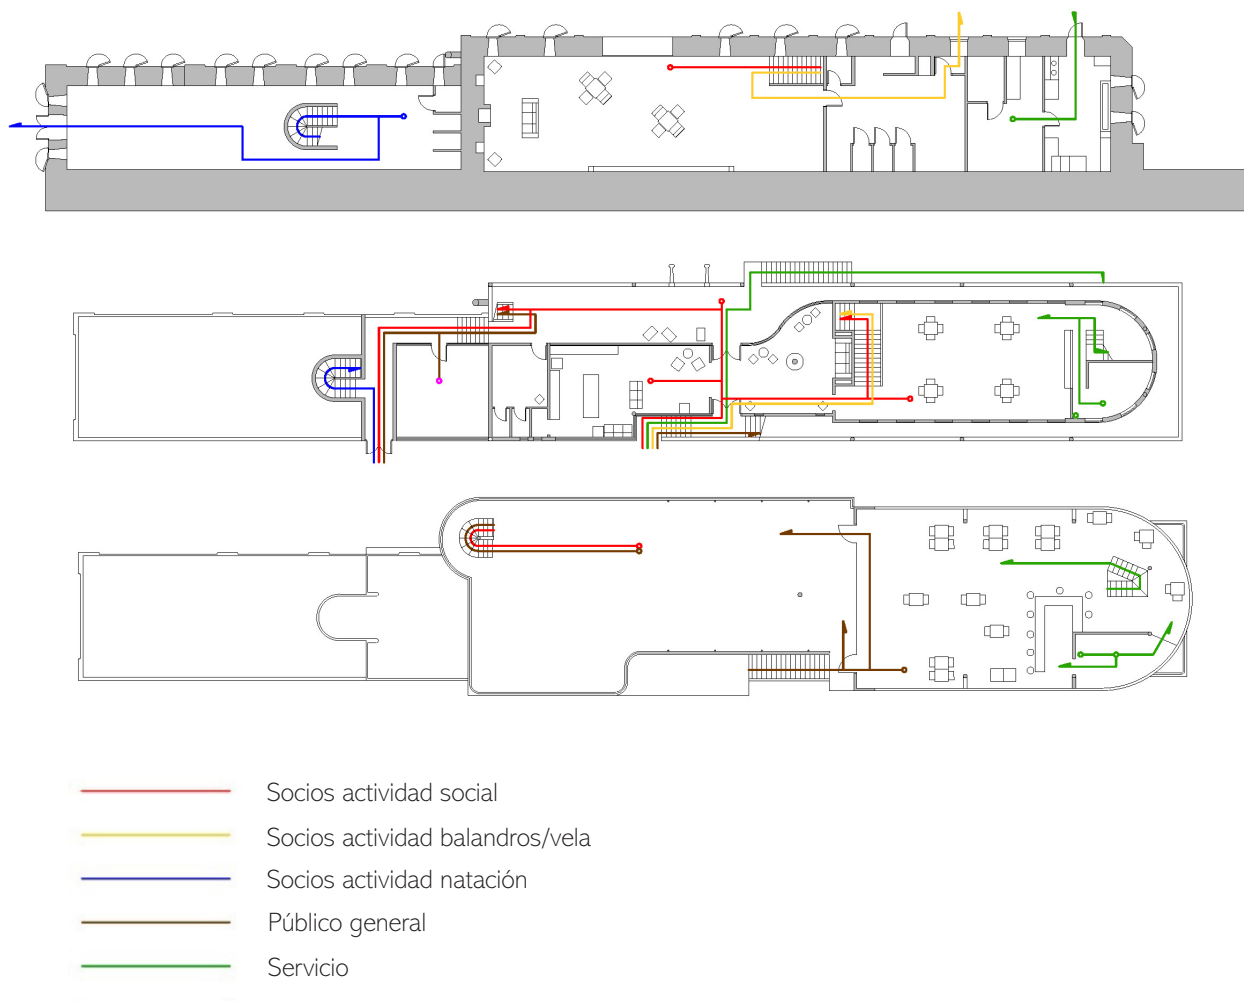 Socios actividad social
Socios actividad balandros/vela
Socios actividad natación
Público general
Servicio